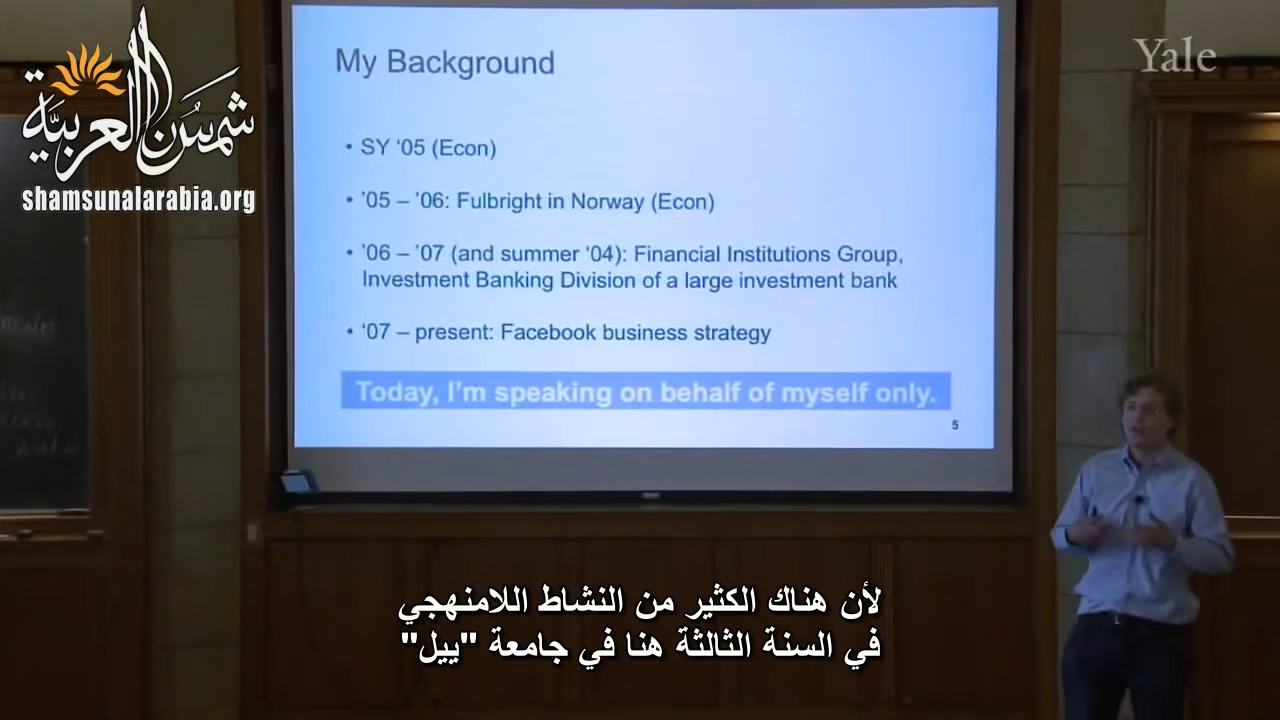 شمس العربية
shamsunalarabia.org
Yale
My Background
• SY ‘05 (Econ)
• ’05 – ’06: Fulbright in Norway (Econ)
• ’06 – ’07 (and summer ‘04): Financial Institutions Group,
Investment Banking Division of a large investment bank
• ‘07 – present: Facebook business strategy
Today, I’m speaking on behalf of myself only.
5
لأن هناك الكثير من النشاط اللامنهجي
في السنة الثالثة هنا في جامعة "ييل"